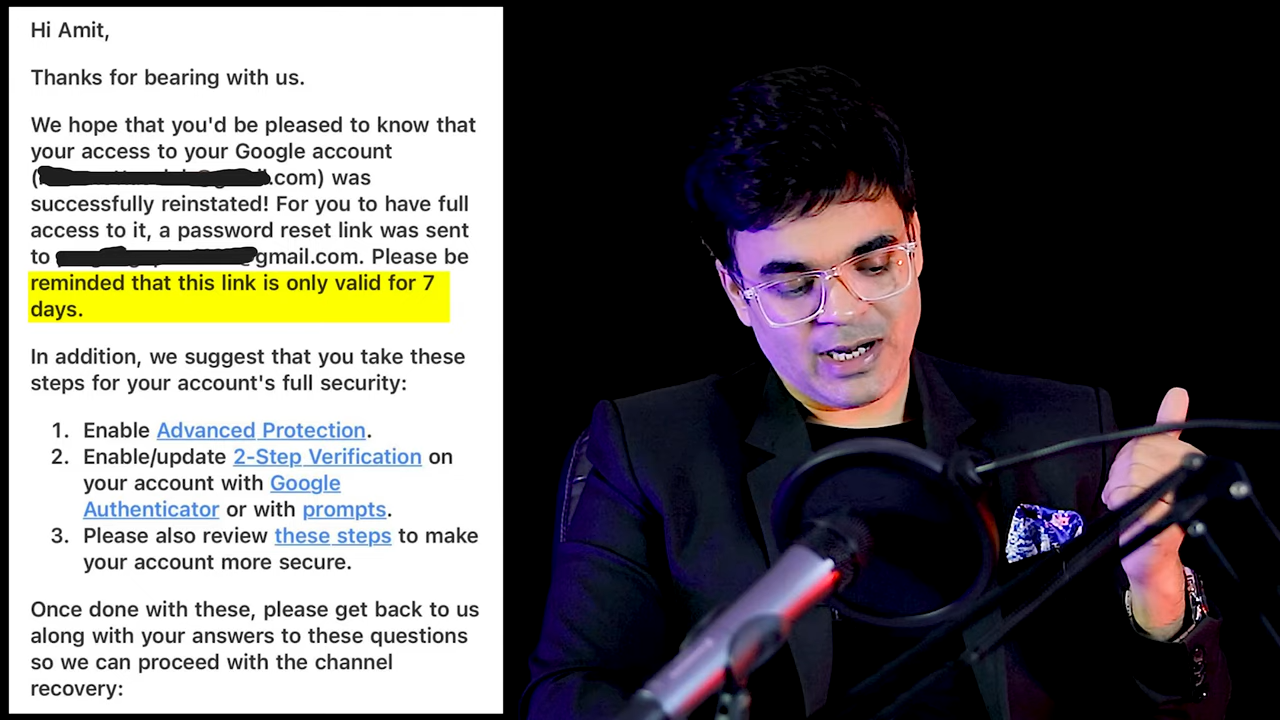 Hi Amit,
Thanks for bearing with us.
We hope that you'd be pleased to know that
your access to your Google account
(.com) was
successfully reinstated! For you to have full
access to it, a password reset link was sent
to gmail.com. Please be
reminded that this link is only valid for 7
days.
In addition, we suggest that you take these
steps for your account's full security:
1. Enable Advanced Protection.
2. Enable/update 2-Step Verification on
your account with Google
Authenticator or with prompts.
3. Please also review these steps to make
your account more secure.
Once done with these, please get back to us
along with your answers to these questions
so we can proceed with the channel
recovery: